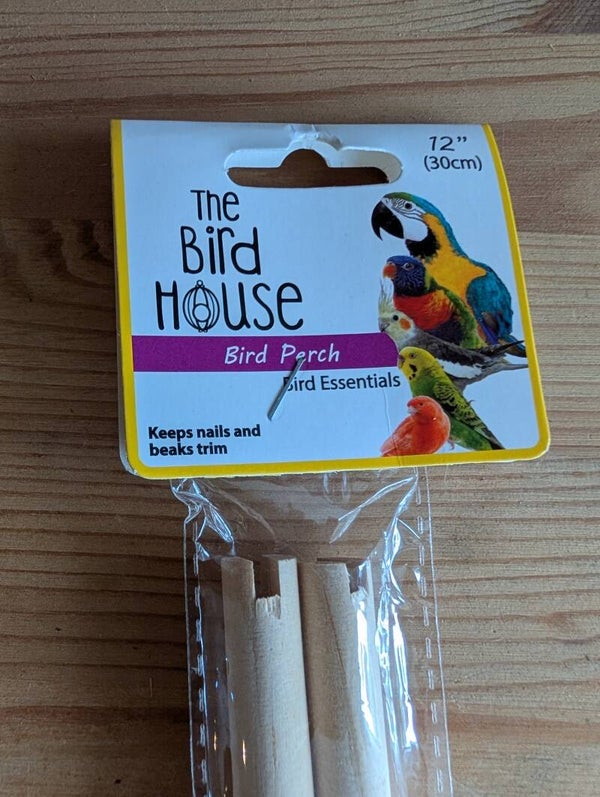 12”
(30cm)
The
Bird
House
Bird Perch
Bird Essentials
Keeps nails and
beaks trim